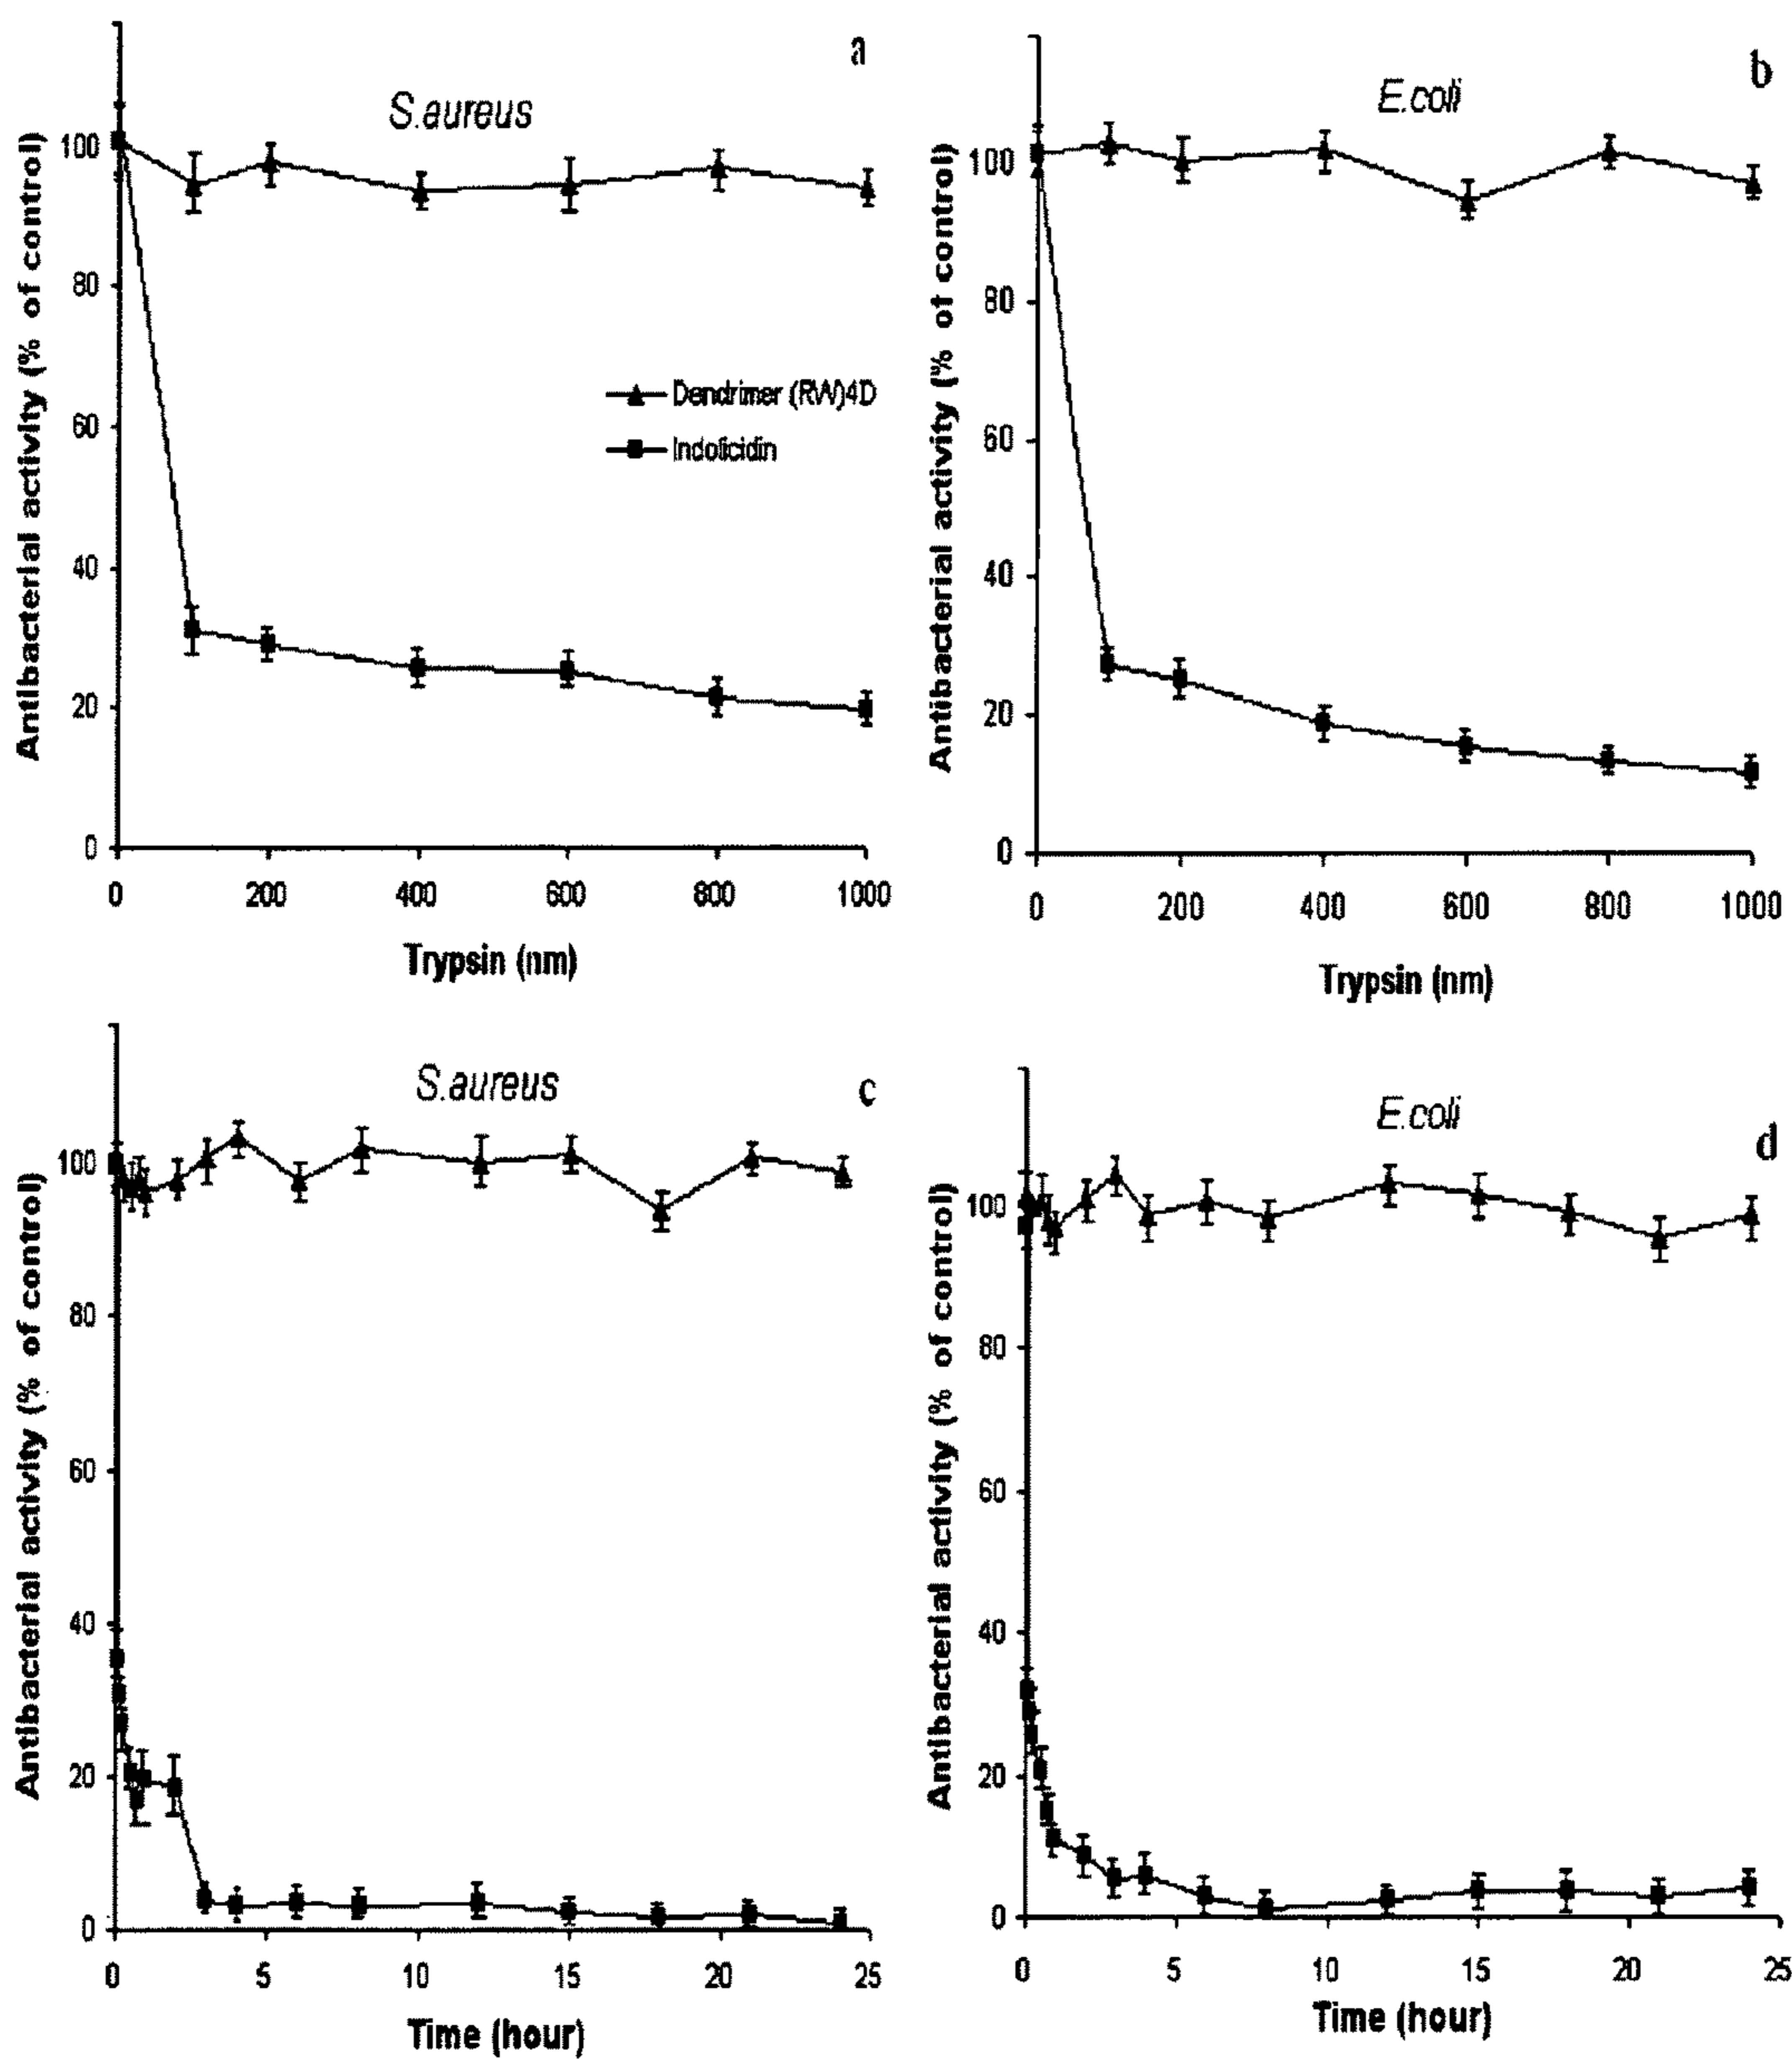 a
S.aureus
Antibacterial activity (% of control)
100
80
60
40
20
0
Dendrimer (RW)4D
Indolicidin
0 200 400 600 800 1000
Trypsin (nm)
b
E.coli
Antibacterial activity (% of control)
100
80
60
40
20
0
0 200 400 600 800 1000
Trypsin (nm)
c
S.aureus
Antibacterial activity (% of control)
100
80
60
40
20
0
0 5 10 15 20 25
Time (hour)
d
E.coli
Antibacterial activity (% of control)
100
80
60
40
20
0
0 5 10 15 20 25
Time (hour)